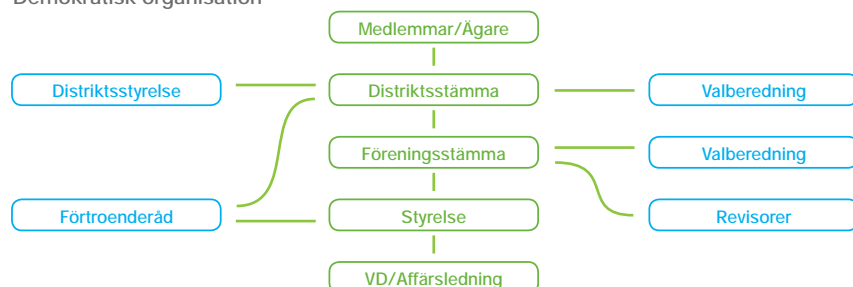 Demokratisk organisation
Medlemmar/Ägare
Distriktsstyrelse
Distriktsstämma
Valberedning
Föreningsstämma
Valberedning
Förtroenderåd
Styrelse
Revisorer
VD/Affärsledning